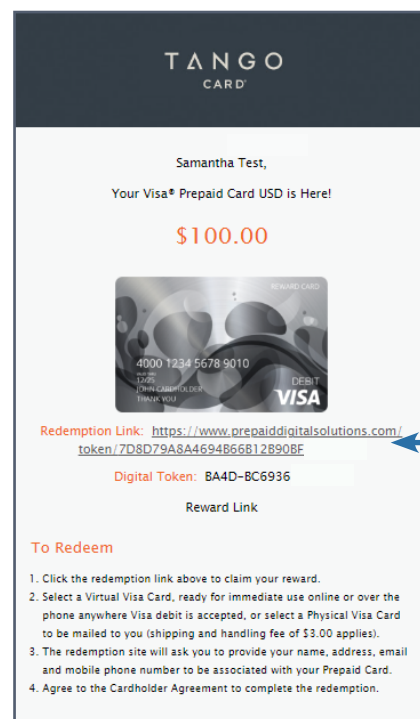 TANGO
CARD
Samantha Test,
Your Visa® Prepaid Card USD is Here!
$100.00
REWARD CARD
4000 1234 5678 9010
12/25
JOHN CARDHOLDER
THANK YOU
DEBIT
VISA
Redemption Link: https://www.prepaiddigitalsolutions.com/
token/7D8D79A8A4694B66B12B90BF
Digital Token: BA4D-BC6936
Reward Link
To Redeem
1. Click the redemption link above to claim your reward.
2. Select a Virtual Visa Card, ready for immediate use online or over the
phone anywhere Visa debit is accepted, or select a Physical Visa Card
to be mailed to you (shipping and handling fee of $3.00 applies).
3. The redemption site will ask you to provide your name, address, email
and mobile phone number to be associated with your Prepaid Card.
4. Agree to the Cardholder Agreement to complete the redemption.